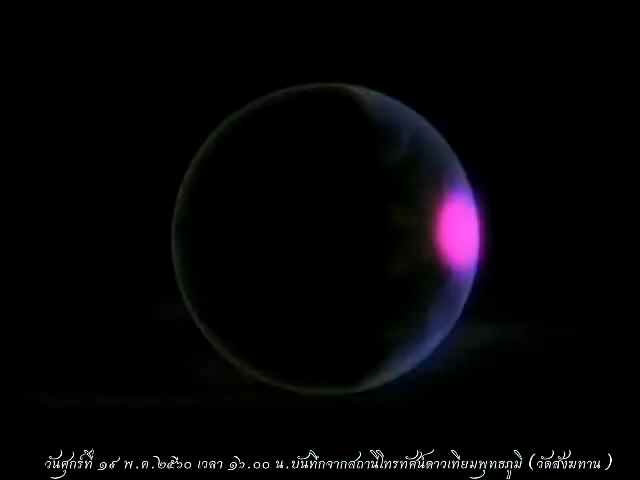 วันศุกร์ที่ ๑๙ พ.ค.๒๕๖๐ เวลา ๑๖.๐๐ น.บันทึกจากสถานีโทรทัศน์ดาวเทียมพุทธภูมิ (วัดสังฆทาน)